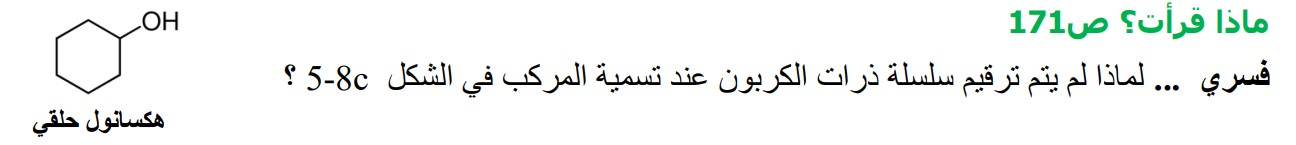 ماذا قرأت؟ ص171
فسري ... لماذا لم يتم ترقيم سلسلة ذرات الكربون عند تسمية المركب في الشكل 5-8c ؟
OH
هكسانول حلقي